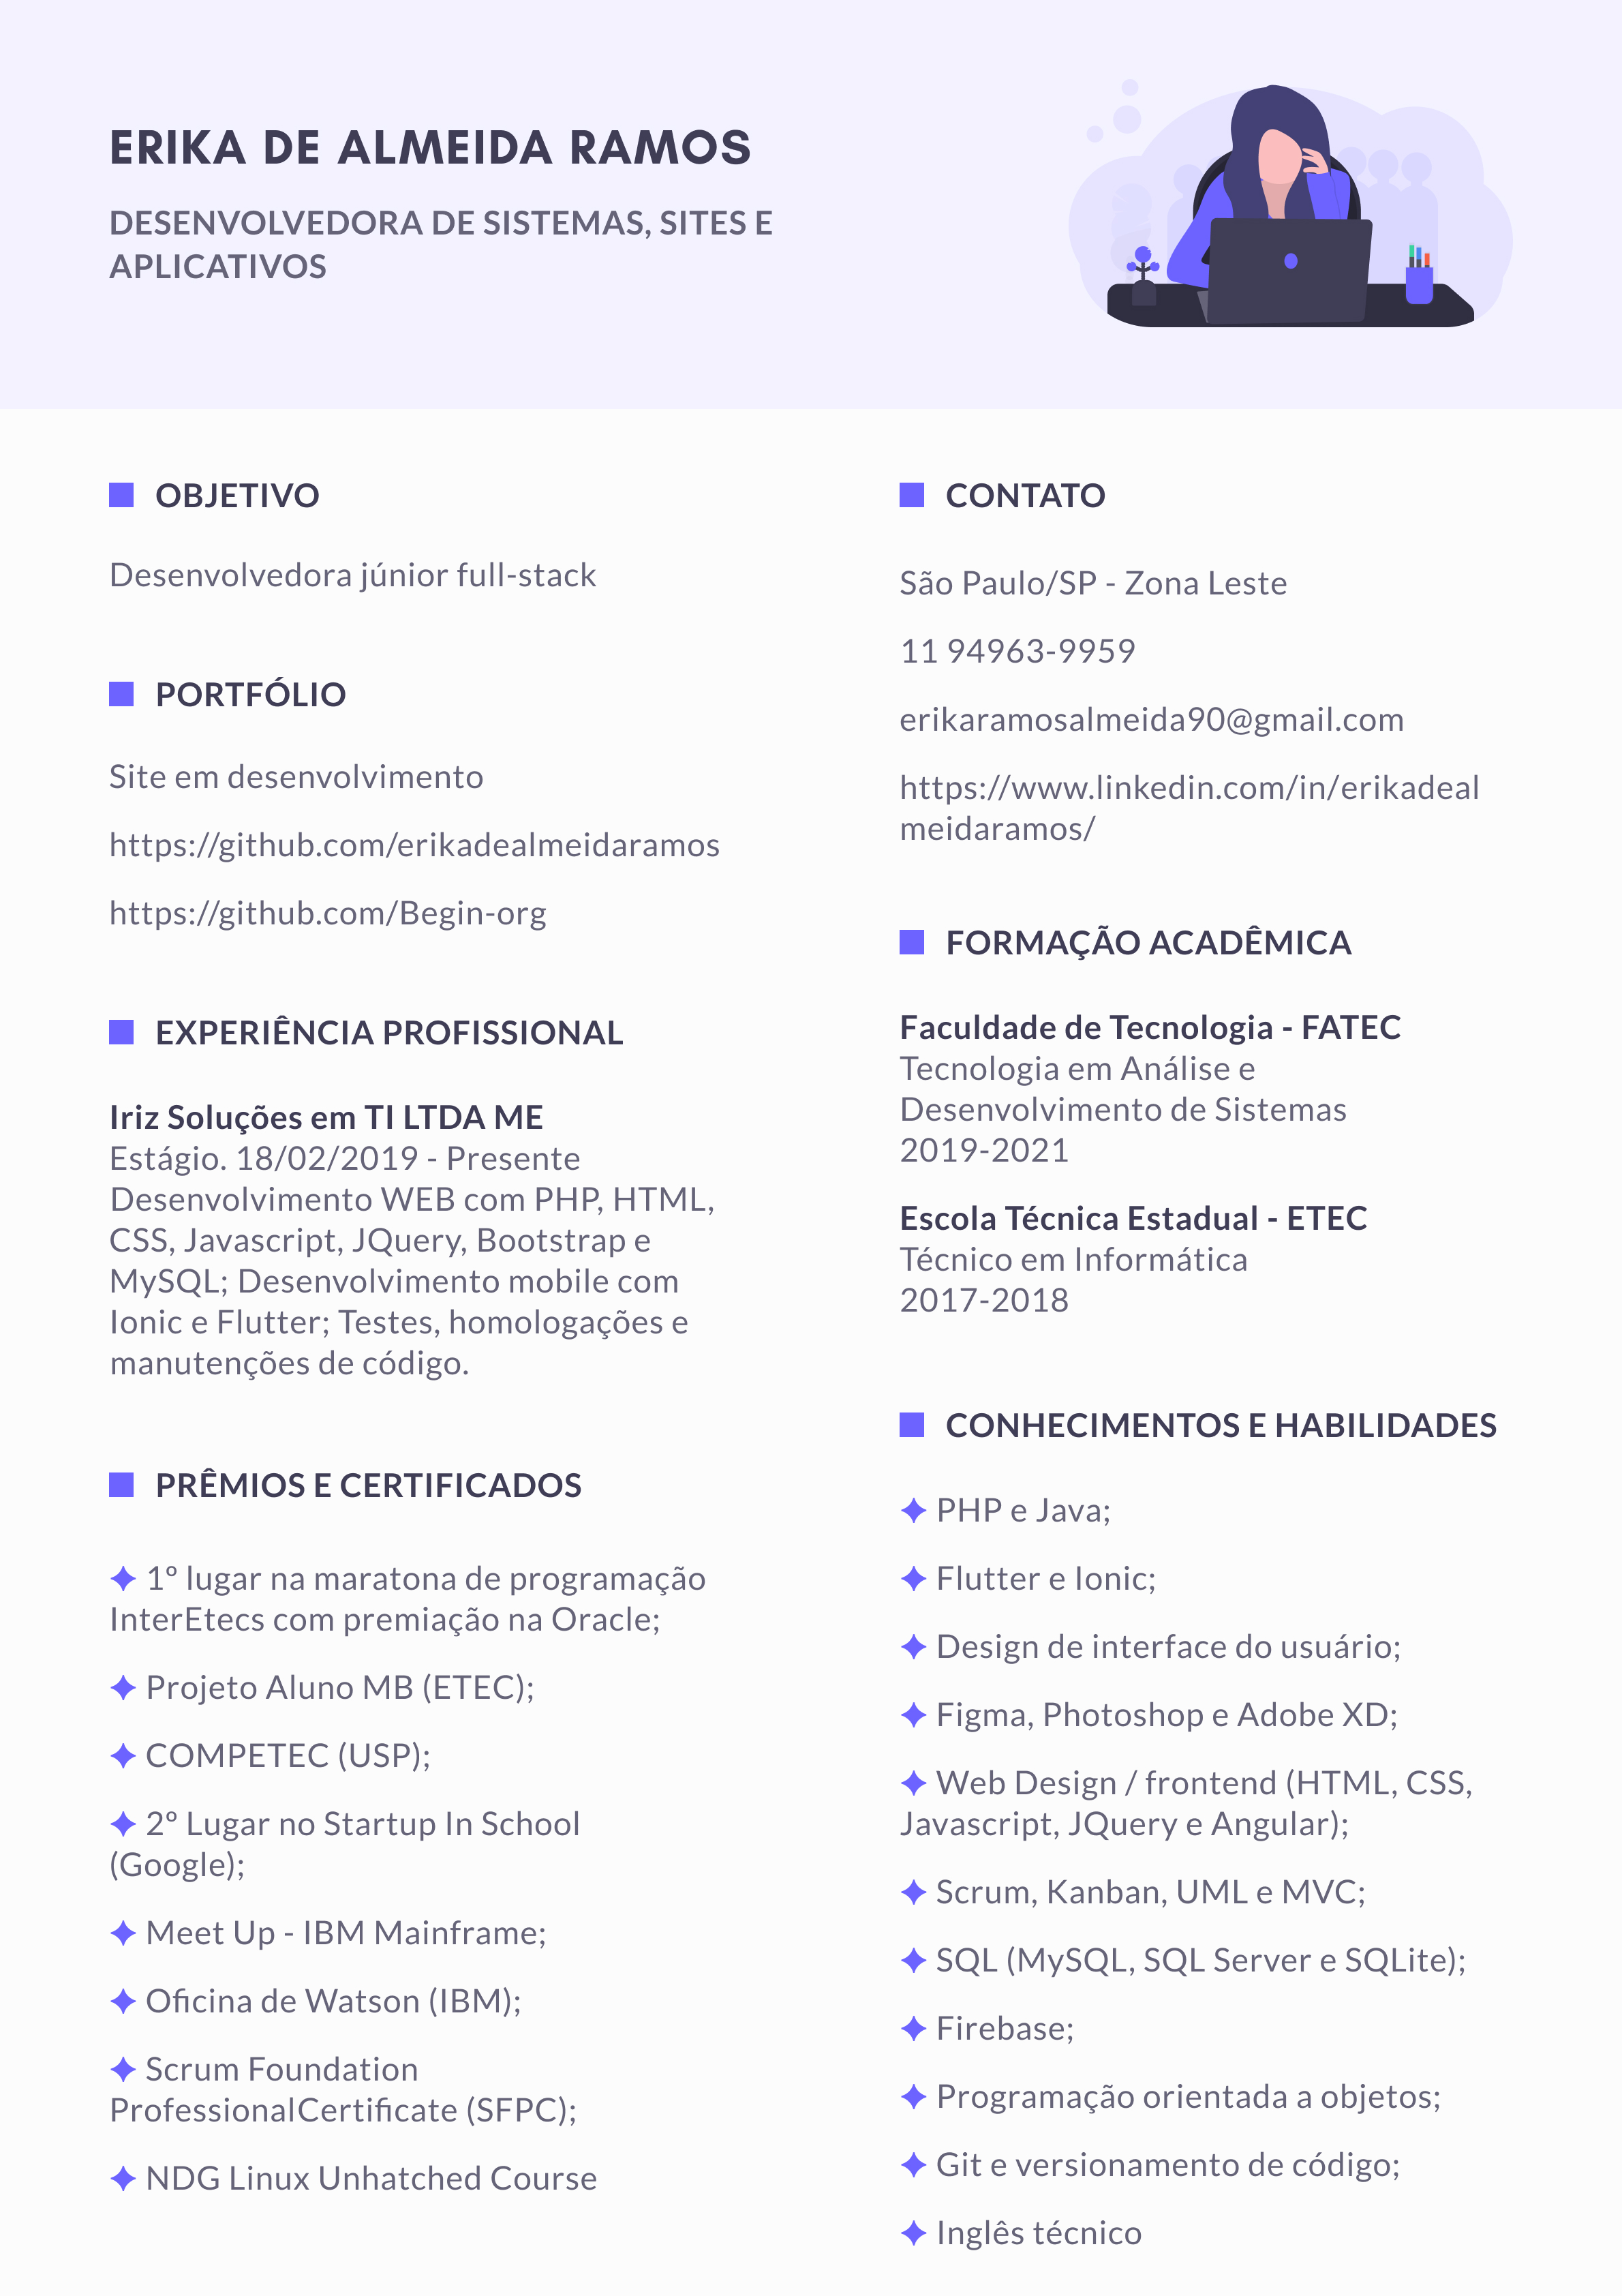 ERIKA DE ALMEIDA RAMOS
DESENVOLVEDORA DE SISTEMAS, SITES E
APLICATIVOS
OBJETIVO
Desenvolvedora júnior full-stack
PORTFÓLIO
Site em desenvolvimento
https://github.com/erikadealmeidaramos
https://github.com/Begin-org
EXPERIÊNCIA PROFISSIONAL
Iriz Soluções em TI LTDA ME
Estágio. 18/02/2019 - Presente
Desenvolvimento WEB com PHP, HTML,
CSS, Javascript, JQuery, Bootstrap e
MySQL; Desenvolvimento mobile com
Ionic e Flutter; Testes, homologações e
manutenções de código.
PRÊMIOS E CERTIFICADOS
✦ 1º lugar na maratona de programação
InterEtecs com premiação na Oracle;
✦ Projeto Aluno MB (ETEC);
✦ COMPETEC (USP);
✦ 2º Lugar no Startup In School
(Google);
✦ Meet Up - IBM Mainframe;
✦ Oficina de Watson (IBM);
✦ Scrum Foundation
ProfessionalCertificate (SFPC);
✦ NDG Linux Unhatched Course
CONTATO
São Paulo/SP - Zona Leste
11 94963-9959
erikaramosalmeida90@gmail.com
https://www.linkedin.com/in/erikadeal
meidaramos/
FORMAÇÃO ACADÊMICA
Faculdade de Tecnologia - FATEC
Tecnologia em Análise e
Desenvolvimento de Sistemas
2019-2021
Escola Técnica Estadual - ETEC
Técnico em Informática
2017-2018
CONHECIMENTOS E HABILIDADES
✦ PHP e Java;
✦ Flutter e Ionic;
✦ Design de interface do usuário;
✦ Figma, Photoshop e Adobe XD;
✦ Web Design / frontend (HTML, CSS,
Javascript, JQuery e Angular);
✦ Scrum, Kanban, UML e MVC;
✦ SQL (MySQL, SQL Server e SQLite);
✦ Firebase;
✦ Programação orientada a objetos;
✦ Git e versionamento de código;
✦ Inglês técnico